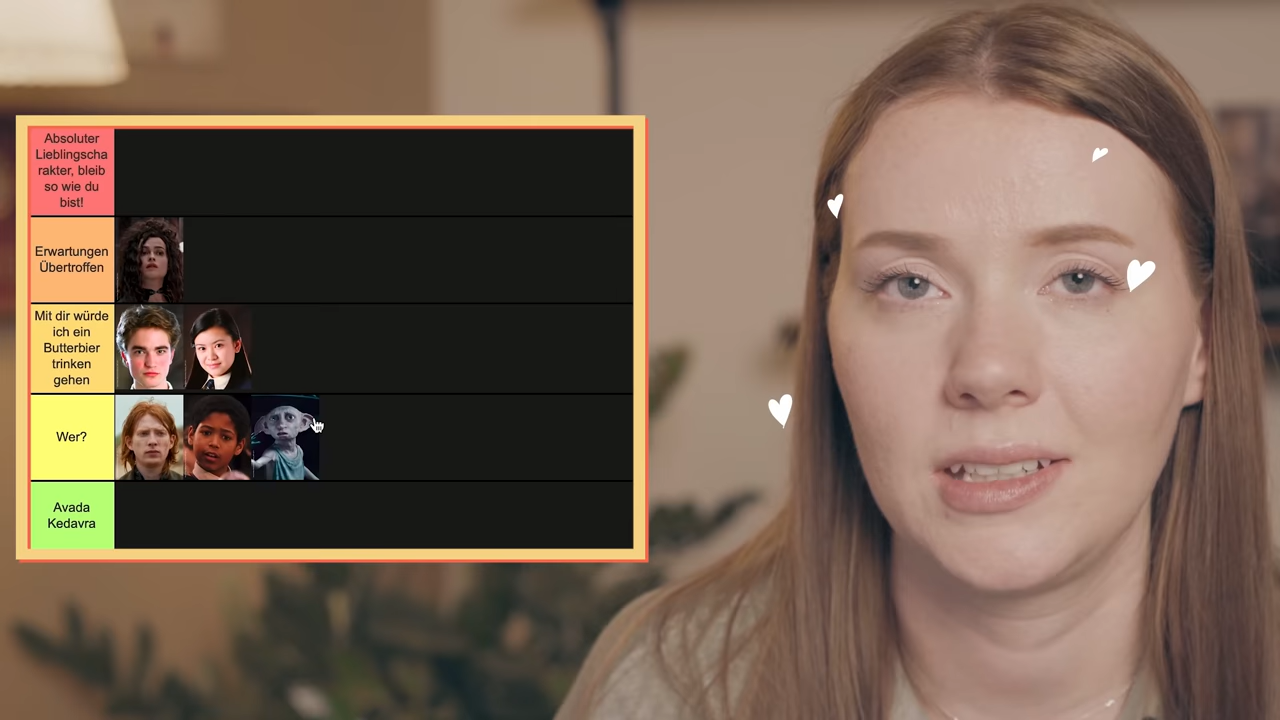 Absoluter
Lieblingscha
rakter, bleib
so wie du
bist!
Erwartungen
Übertroffen
Mit dir würde
ich ein
Butterbier
trinken
gehen
Wer?
Avada
Kedavra